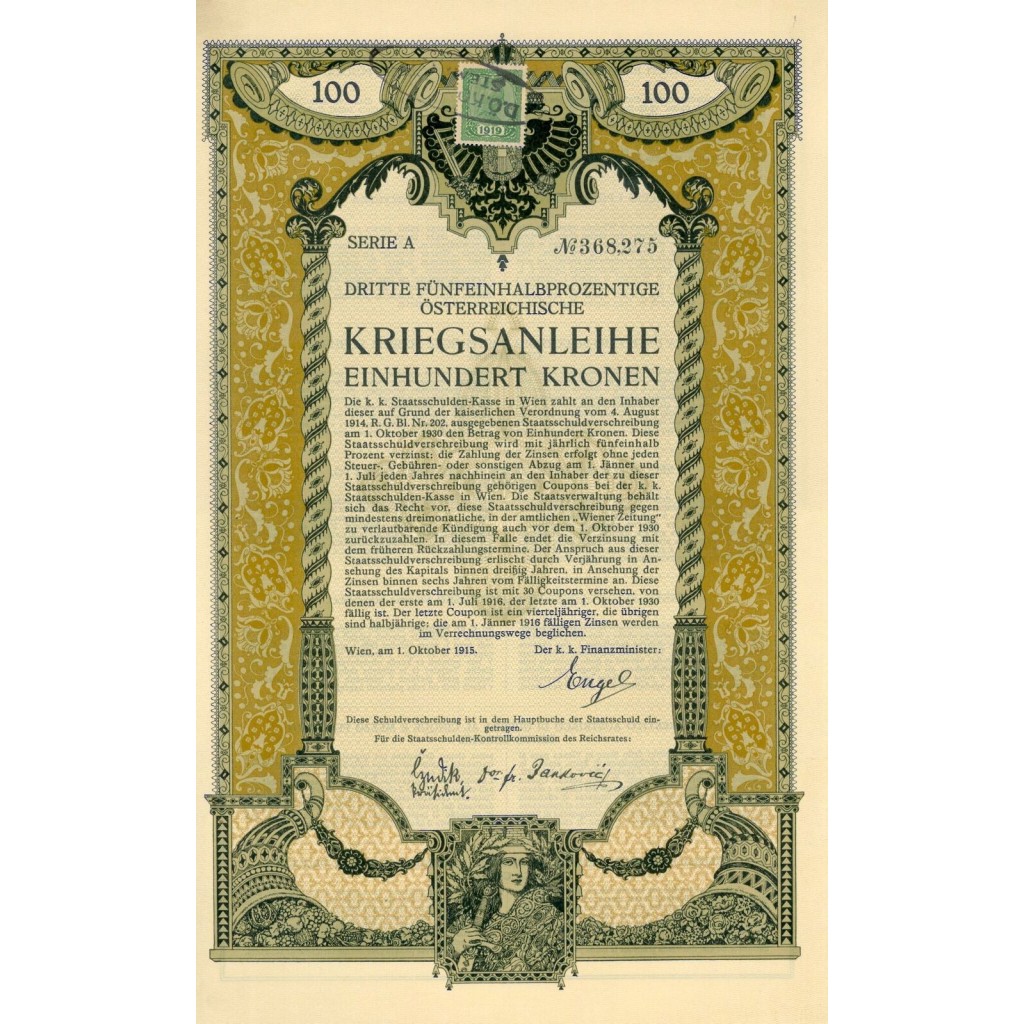 100
1919
100
SERIE A
№ 368,275
DRITTE FÜNFEINHALBPROZENTIGE
ÖSTERREICHISCHE
KRIEGSANLEIHE
EINHUNDERT KRONEN
Die k. k. Staatsschulden-Kasse in Wien zahlt an den Inhaber
dieser auf Grund der kaiserlichen Verordnung vom 4. August
1914, R. G. Bl. Nr. 202, ausgegebenen Staatsschuldverschreibung
am 1. Oktober 1930 den Betrag von Einhundert Kronen. Diese
Staatsschuldverschreibung wird mit jährlich fünfeinhalb
Prozent verzinst; die Zahlung der Zinsen erfolgt ohne jeden
Steuer-, Gebühren- oder sonstigen Abzug am 1. Jänner und
1. Juli jeden Jahres nachhinein an den Inhaber der zu dieser
Staatsschuldverschreibung gehörigen Coupons bei der k. k.
Staatsschulden-Kasse in Wien. Die Staatsverwaltung behält
sich das Recht vor, diese Staatsschuldverschreibung gegen
mindestens dreimonatliche, in der amtlichen „Wiener Zeitung"
zu verlautbarende Kündigung auch vor dem 1. Oktober 1930
zurückzuzahlen. In diesem Falle endet die Verzinsung mit
dem früheren Rückzahlungstermine. Der Anspruch aus dieser
Staatsschuldverschreibung erlischt durch Verjährung in An-
sehung des Kapitals binnen dreißig Jahren, in Ansehung der
Zinsen binnen sechs Jahren vom Fälligkeitstermine an. Diese
Staatsschuldverschreibung ist mit 30 Coupons versehen, von
denen der erste am 1. Juli 1916, der letzte am 1. Oktober 1930
fällig ist. Der letzte Coupon ist ein vierteljähriger, die übrigen
sind halbjährige; die am 1. Jänner 1916 fälligen Zinsen werden
im Verrechnungswege beglichen.
Wien, am 1. Oktober 1915.
Der k. k. Finanzminister:
Engel
Diese Schuldverschreibung ist in dem Hauptbuche der Staatsschuld ein-
getragen.
Für die Staatsschulden-Kontrollkommission des Reichsrates:
Präsident.